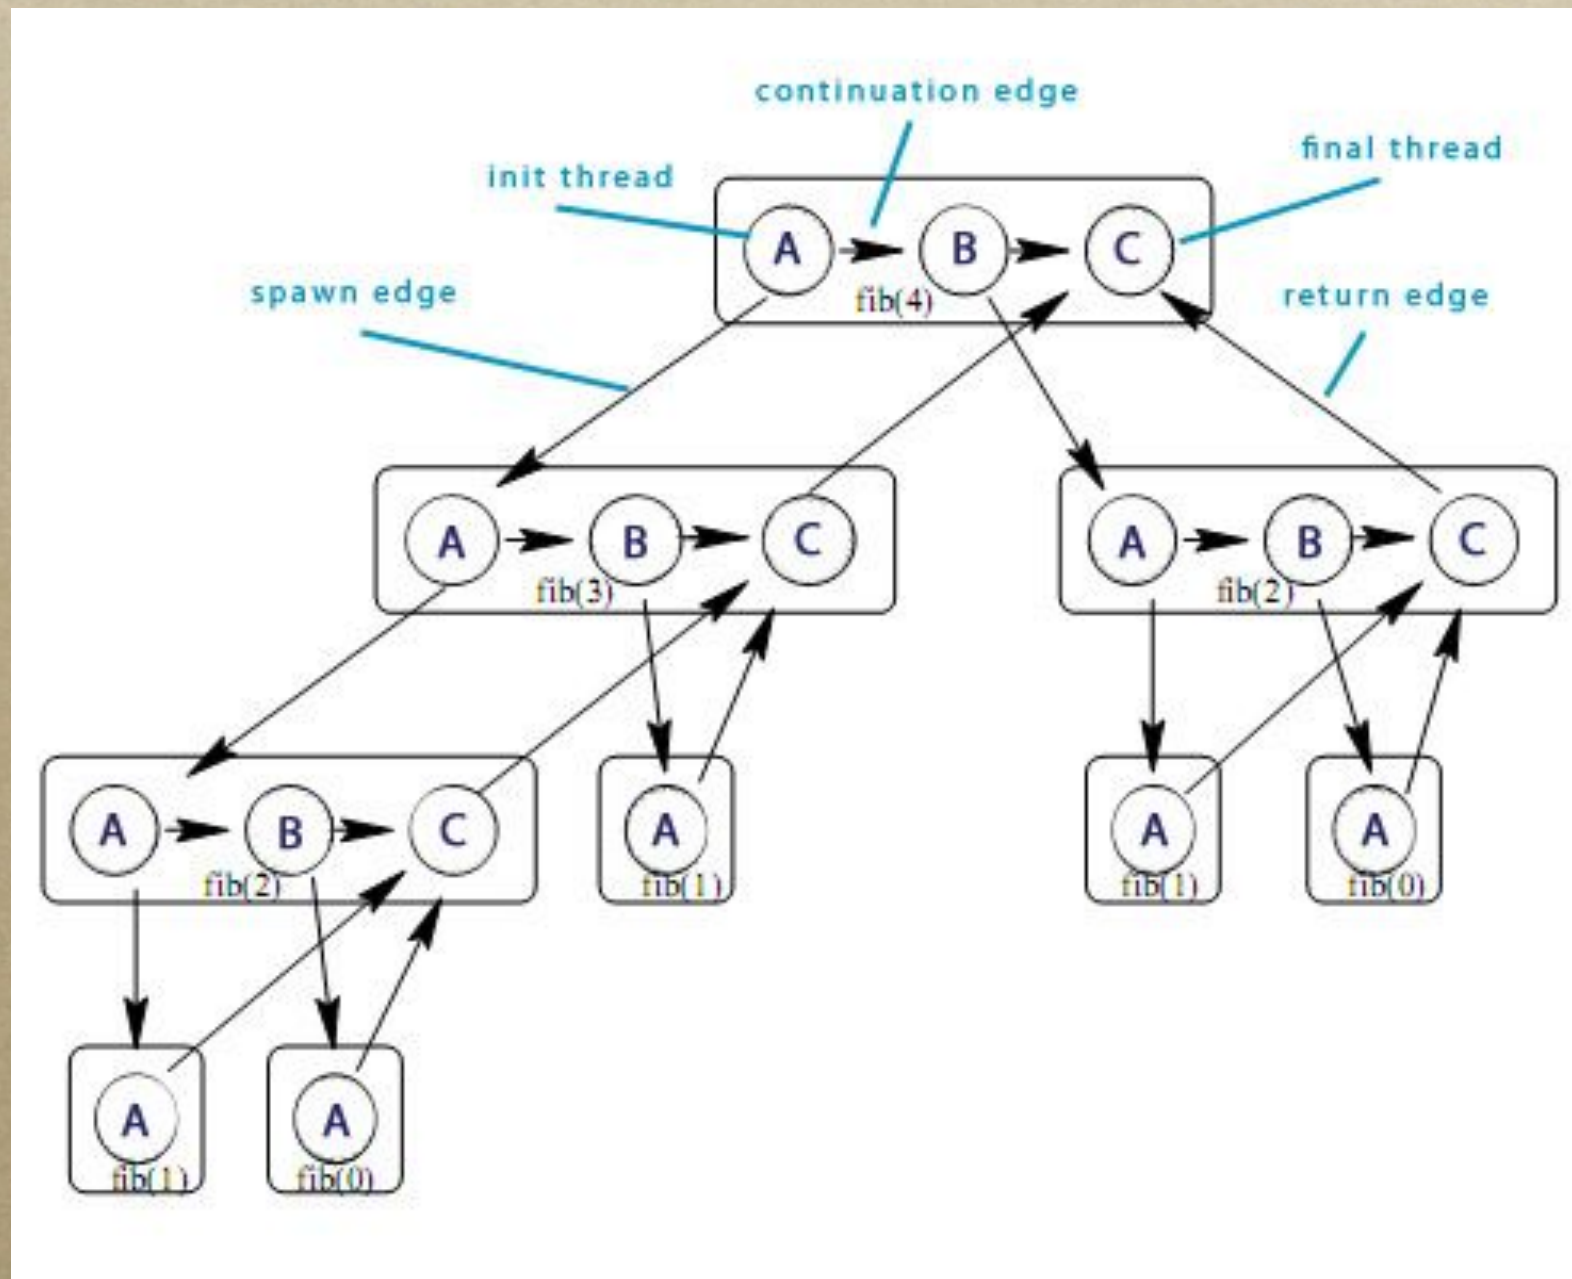 continuation edge
final thread
init thread
A B C
fib(4)
spawn edge
return edge
A B C
fib(3)
A B C
fib(2)
A B C
fib(2)
A
fib(1)
A
fib(1)
A
fib(0)
A
fib(1)
A
fib(0)